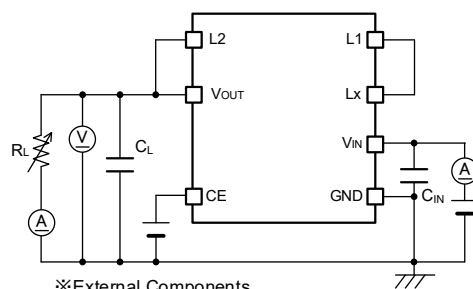 L2 L1
VOUT Lx
V
RL CL VIN
A
CE GND CIN
A
※External Components